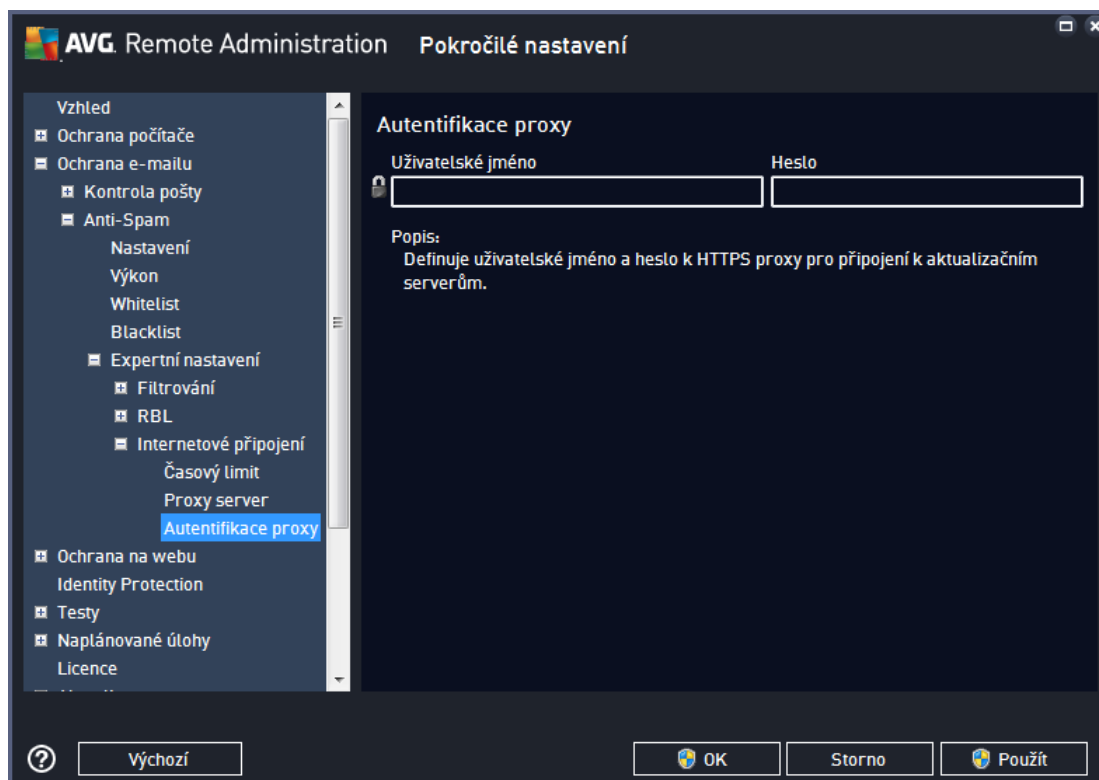 AVG. Remote Administration Pokročilé nastavení
Vzhled
Ochrana počítače
Ochrana e-mailu
Kontrola pošty
Anti-Spam
Nastavení
Výkon
Whitelist
Blacklist
Expertní nastavení
Filtrování
RBL
Internetové připojení
Časový limit
Proxy server
Autentifikace proxy
Ochrana na webu
Identity Protection
Testy
Naplánované úlohy
Licence
Autentifikace proxy
Uživatelské jméno Heslo
Popis:
Definuje uživatelské jméno a heslo k HTTPS proxy pro připojení k aktualizačním
serverům.
? Výchozí OK Storno Použít